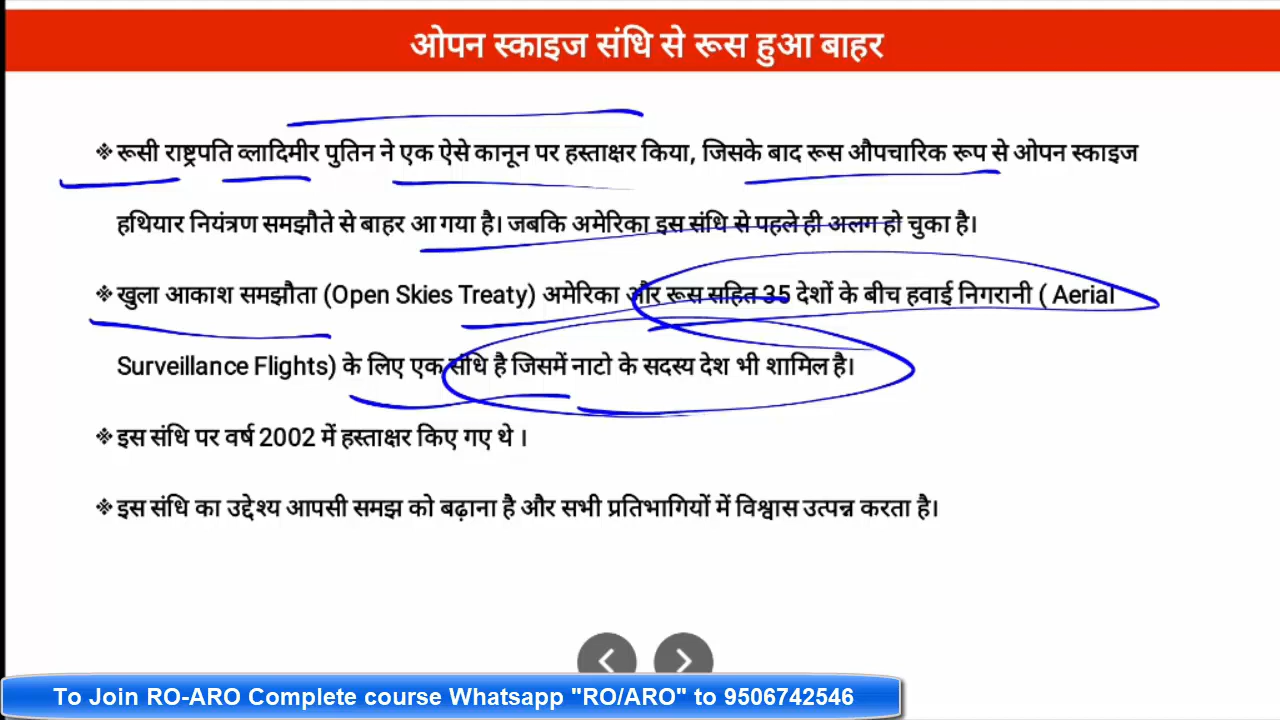 ओपन स्काइज संधि से रूस हुआ बाहर
❖ रूसी राष्ट्रपति व्लादिमीर पुतिन ने एक ऐसे कानून पर हस्ताक्षर किया, जिसके बाद रूस औपचारिक रूप से ओपन स्काइज
हथियार नियंत्रण समझौते से बाहर आ गया है। जबकि अमेरिका इस संधि से पहले ही अलग हो चुका है।
❖ खुला आकाश समझौता (Open Skies Treaty) अमेरिका और रूस सहित 35 देशों के बीच हवाई निगरानी ( Aerial
Surveillance Flights) के लिए एक संधि है जिसमें नाटो के सदस्य देश भी शामिल है।
❖ इस संधि पर वर्ष 2002 में हस्ताक्षर किए गए थे ।
❖ इस संधि का उद्देश्य आपसी समझ को बढ़ाना है और सभी प्रतिभागियों में विश्वास उत्पन्न करता है।
To Join RO-ARO Complete course Whatsapp "RO/ARO" to 9506742546